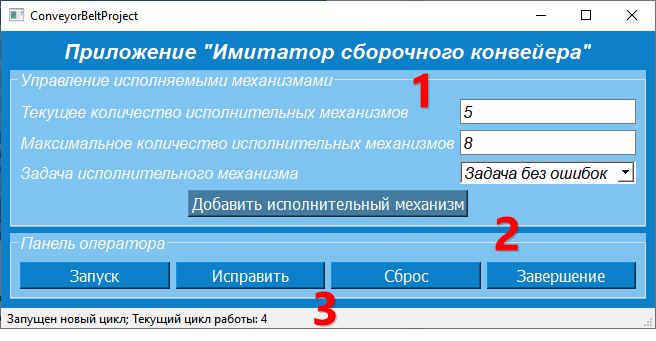 ConveyorBeltProject
Приложение "Имитатор сборочного конвейера"
Управление исполняемыми механизмами
1
Текущее количество исполнительных механизмов 5
Максимальное количество исполнительных механизмов 8
Задача исполнительного механизма Задача без ошибок
Добавить исполнительный механизм
2
Панель оператора
Запуск Исправить Сброс Завершение
3
Запущен новый цикл; Текущий цикл работы: 4